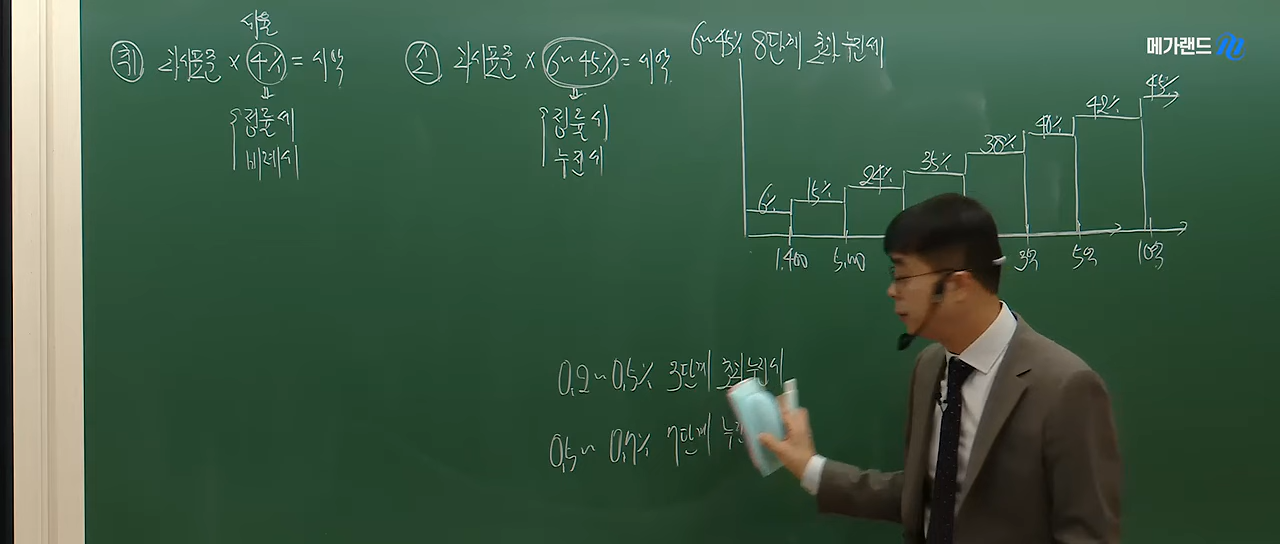 세율
취 과세표준 × 4% = 세액
정률세
비례세
소 과세표준 × 6~45% = 세액
정률세
누진세
6~45% 8단계 초과누진세
6% 15% 24% 35% 38% 40% 42% 45%
1,400 5,000 3억 5억 10억
0,2~0,5% 3단계 초과누진세
0,5~ 0,7% 7단계 누진
메가랜드